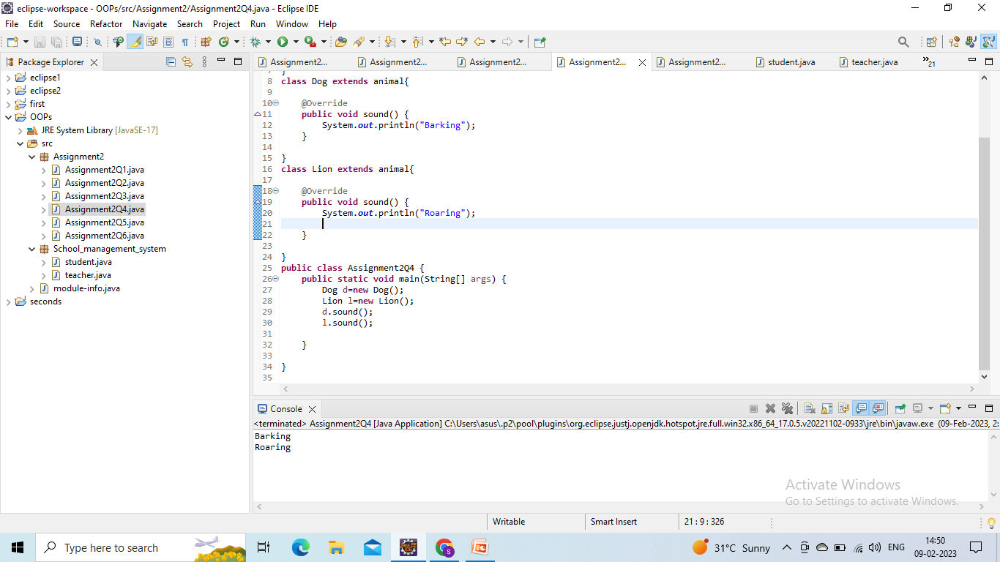 eclipse-workspace - OOPs/src/Assignment2/Assignment2Q4.java - Eclipse IDE
File Edit Source Refactor Navigate Search Project Run Window Help
Package Explorer
eclipse1
eclipse2
first
OOPs
JRE System Library [JavaSE-17]
src
Assignment2
Assignment2Q1.java
Assignment2Q2.java
Assignment2Q3.java
Assignment2Q4.java
Assignment2Q5.java
Assignment2Q6.java
School_management_system
student.java
teacher.java
module-info.java
seconds
Assignment2... Assignment2... Assignment2... Assignment2... Assignment2... student.java teacher.java »21
7 }
8 class Dog extends animal{
9
10 @Override
11 public void sound() {
12 System.out.println("Barking");
13 }
14
15 }
16 class Lion extends animal{
17
18 @Override
19 public void sound() {
20 System.out.println("Roaring");
21
22 }
23
24 }
25 public class Assignment2Q4 {
26 public static void main(String[] args) {
27 Dog d=new Dog();
28 Lion l=new Lion();
29 d.sound();
30 l.sound();
31
32 }
33
34 }
35
Console
<terminated> Assignment2Q4 [Java Application] C:\Users\asus\.p2\pool\plugins\org.eclipse.justj.openjdk.hotspot.jre.full.win32.x86_64_17.0.5.v20221102-0933\jre\bin\javaw.exe (09-Feb-2023, 2:
Barking
Roaring
Activate Windows
Go to Settings to activate Windows.
Writable Smart Insert 21 : 9 : 326
Type here to search
31°C Sunny
ENG
14:50
09-02-2023